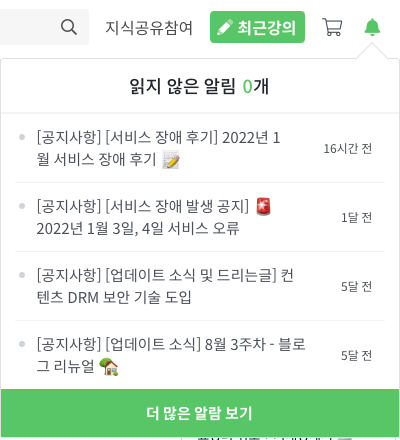 지식공유참여 최근강의
읽지 않은 알림 0개
[공지사항] [서비스 장애 후기] 2022년 1
월 서비스 장애 후기
16시간 전
[공지사항] [서비스 장애 발생 공지]
2022년 1월 3일, 4일 서비스 오류
1달 전
[공지사항] [업데이트 소식 및 드리는글] 컨
텐츠 DRM 보안 기술 도입
5달 전
[공지사항] [업데이트 소식] 8월 3주차 - 블로
그 리뉴얼
5달 전
더 많은 알람 보기